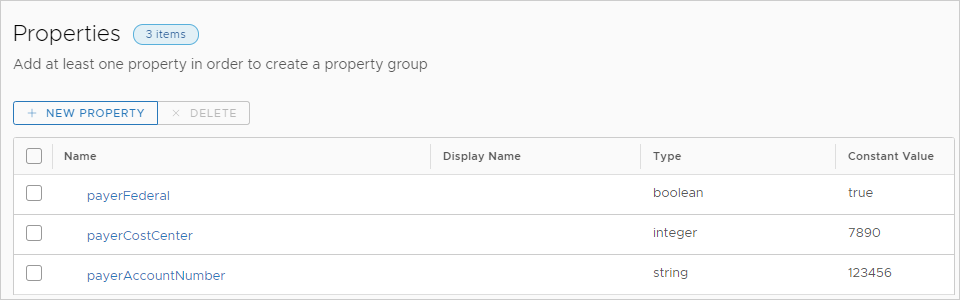 Properties 3 items
Add at least one property in order to create a property group
+ NEW PROPERTY × DELETE
Name Display Name Type Constant Value
payerFederal boolean true
payerCostCenter integer 7890
payerAccountNumber string 123456